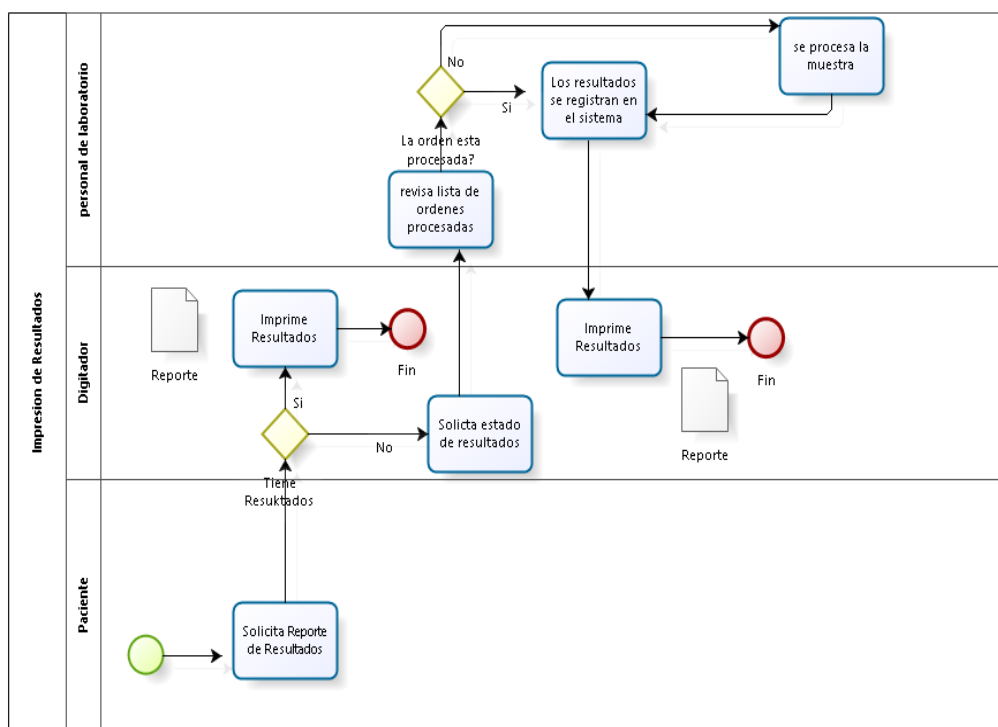 Impresion de Resultados
personal de laboratorio
No
Si
La orden esta
procesada?
revisa lista de
ordenes
procesadas
Los resultados
se registran en
el sistema
se procesa la
muestra
Digitador
Reporte
Imprime
Resultados
Fin
Si
No
Tiene
Resuktados
Solicta estado
de resultados
Imprime
Resultados
Fin
Reporte
Paciente
Solicita Reporte
de Resultados